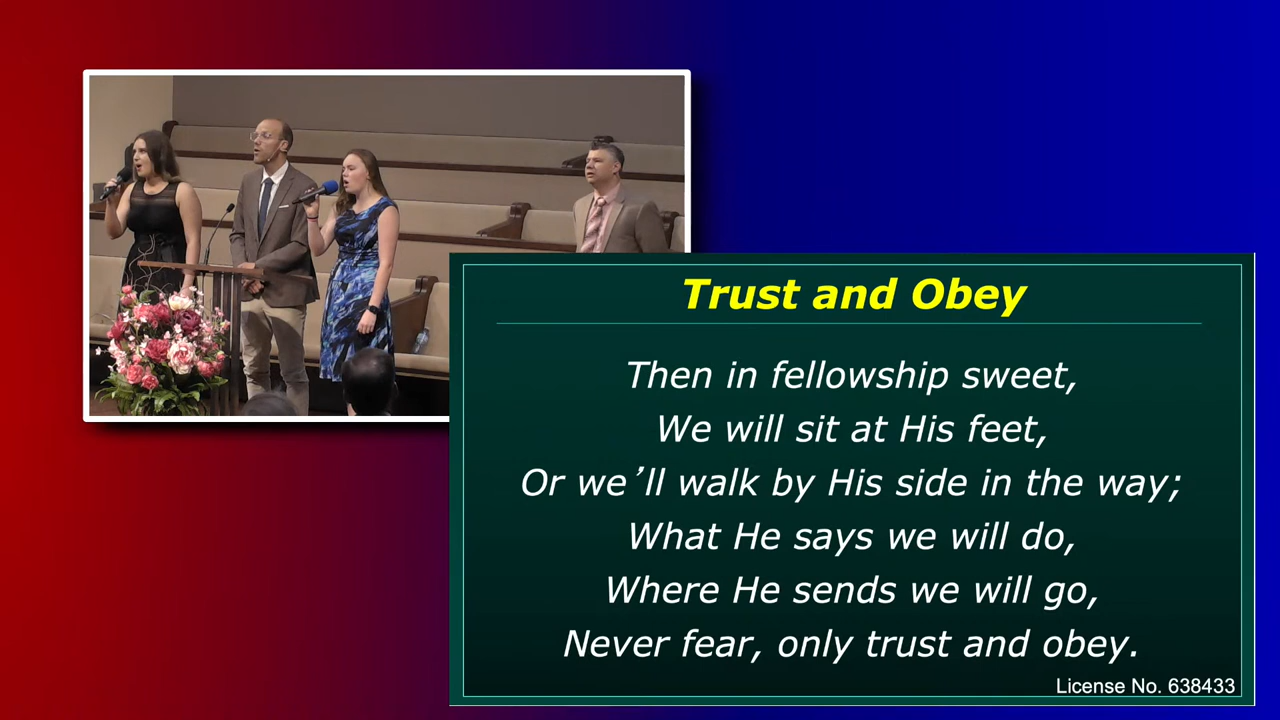 Trust and Obey
Then in fellowship sweet,
We will sit at His feet,
Or we’ll walk by His side in the way;
What He says we will do,
Where He sends we will go,
Never fear, only trust and obey.
License No. 638433